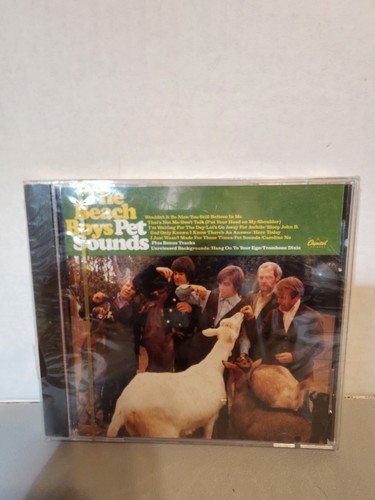 The
Beach
Boys Pet
Sounds
Wouldn't It Be Nice/You Still Believe In Me
That's Not Me/Don't Talk (Put Your Head on My Shoulder)
I'm Waiting For The Day/Let's Go Away For Awhile/Sloop John B.
God Only Knows/I Know There's An Answer/Here Today
I Just Wasn't Made For These Times/Pet Sounds/Caroline No
Plus Bonus Tracks
Unreleased Backgrounds/Hang On To Your Ego/Trombone Dixie
Capitol